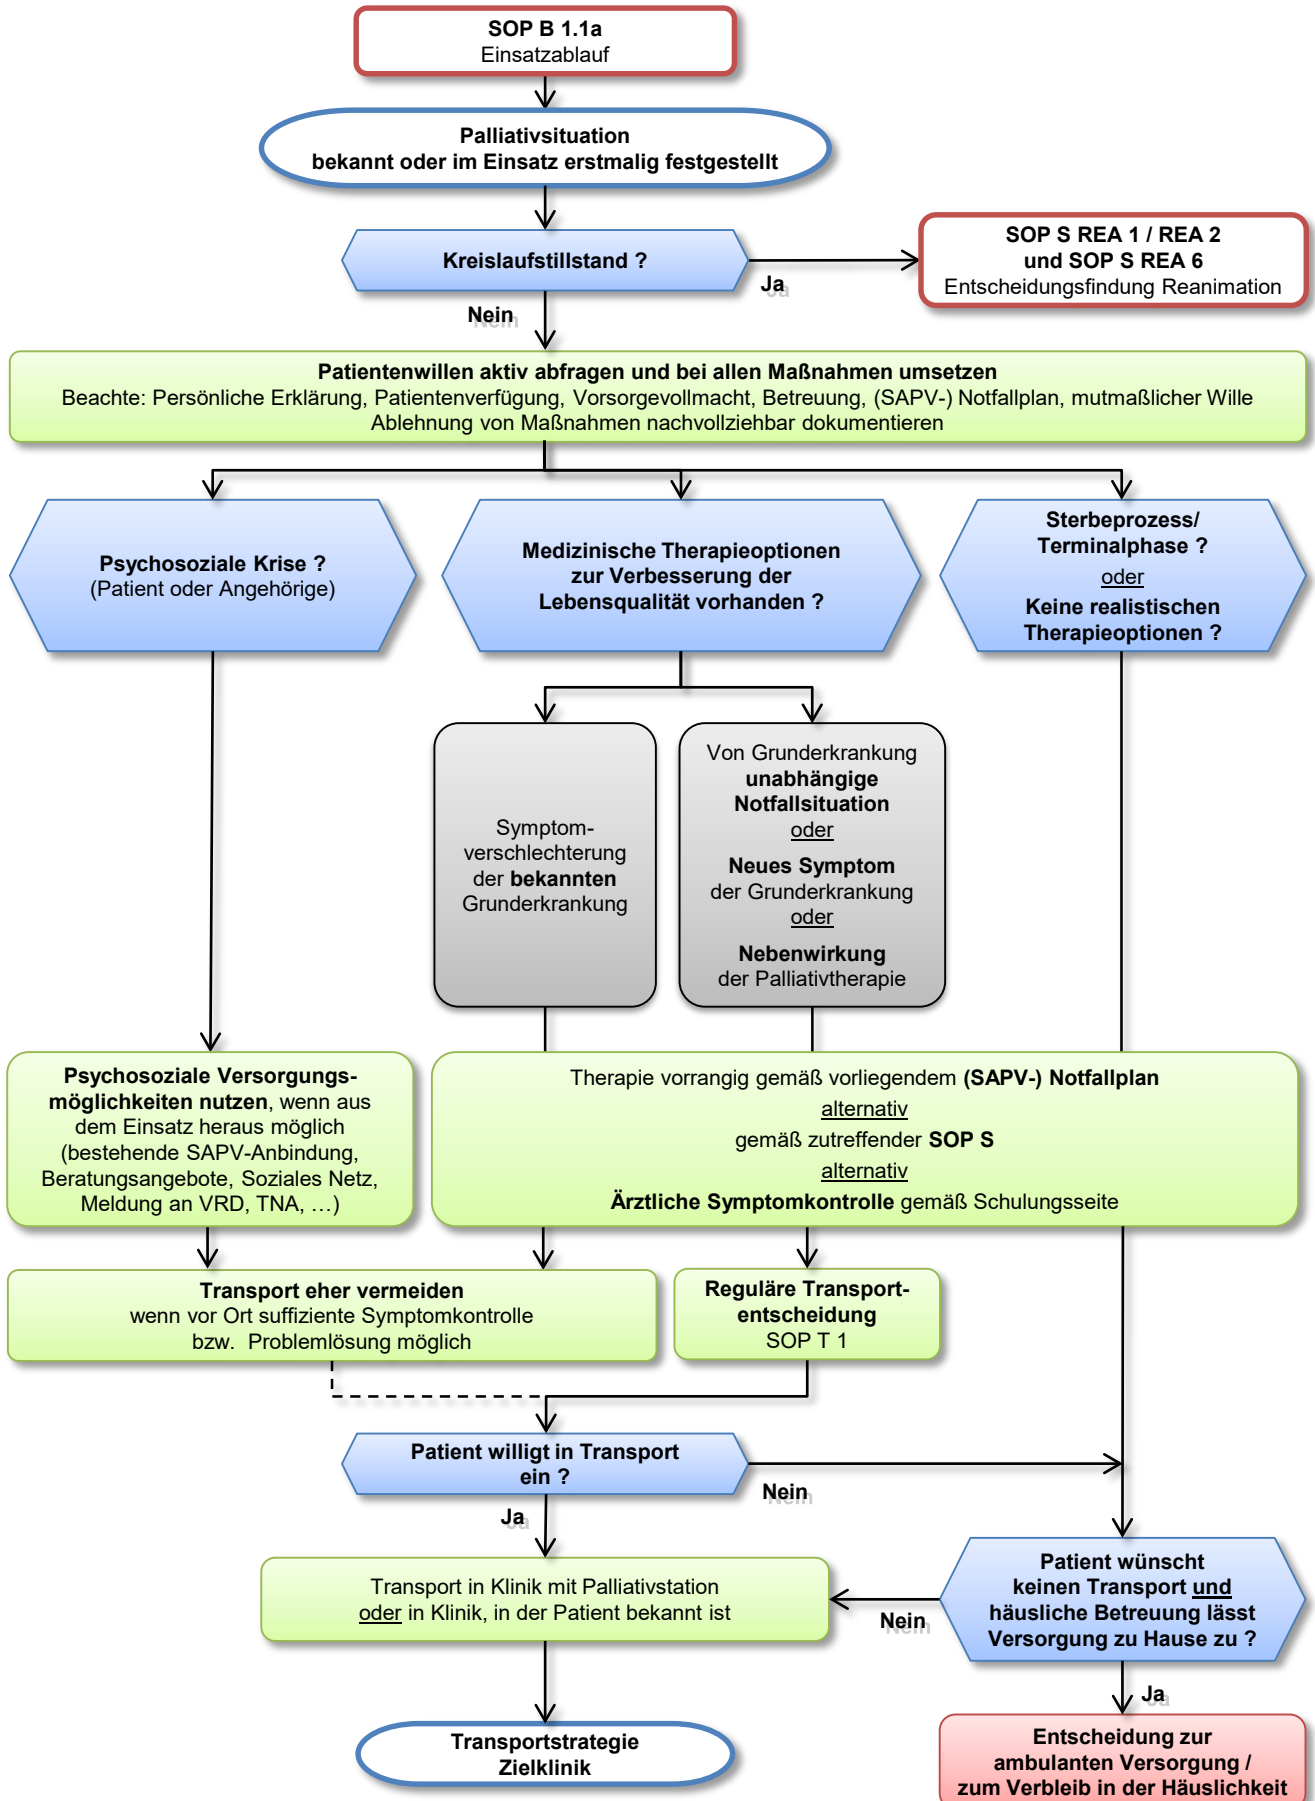 SOP B 1.1a
Einsatzablauf
Palliativsituation
bekannt oder im Einsatz erstmalig festgestellt
Kreislaufstillstand ?
Ja
SOP S REA 1 / REA 2
und SOP S REA 6
Entscheidungsfindung Reanimation
Nein
Patientenwillen aktiv abfragen und bei allen Maßnahmen umsetzen
Beachte: Persönliche Erklärung, Patientenverfügung, Vorsorgevollmacht, Betreuung, (SAPV-) Notfallplan, mutmaßlicher Wille
Ablehnung von Maßnahmen nachvollziehbar dokumentieren
Psychosoziale Krise ?
(Patient oder Angehörige)
Medizinische Therapieoptionen
zur Verbesserung der
Lebensqualität vorhanden ?
Sterbeprozess/
Terminalphase ?
oder
Keine realistischen
Therapieoptionen ?
Symptom-
verschlechterung
der bekannten
Grunderkrankung
Von Grunderkrankung
unabhängige
Notfallsituation
oder
Neues Symptom
der Grunderkrankung
oder
Nebenwirkung
der Palliativtherapie
Psychosoziale Versorgungs-
möglichkeiten nutzen, wenn aus
dem Einsatz heraus möglich
(bestehende SAPV-Anbindung,
Beratungsangebote, Soziales Netz,
Meldung an VRD, TNA, …)
Therapie vorrangig gemäß vorliegendem (SAPV-) Notfallplan
alternativ
gemäß zutreffender SOP S
alternativ
Ärztliche Symptomkontrolle gemäß Schulungsseite
Transport eher vermeiden
wenn vor Ort suffiziente Symptomkontrolle
bzw. Problemlösung möglich
Reguläre Transport-
entscheidung
SOP T 1
Patient willigt in Transport
ein ?
Nein
Ja
Transport in Klinik mit Palliativstation
oder in Klinik, in der Patient bekannt ist
Nein
Patient wünscht
keinen Transport und
häusliche Betreuung lässt
Versorgung zu Hause zu ?
Ja
Transportstrategie
Zielklinik
Entscheidung zur
ambulanten Versorgung /
zum Verbleib in der Häuslichkeit